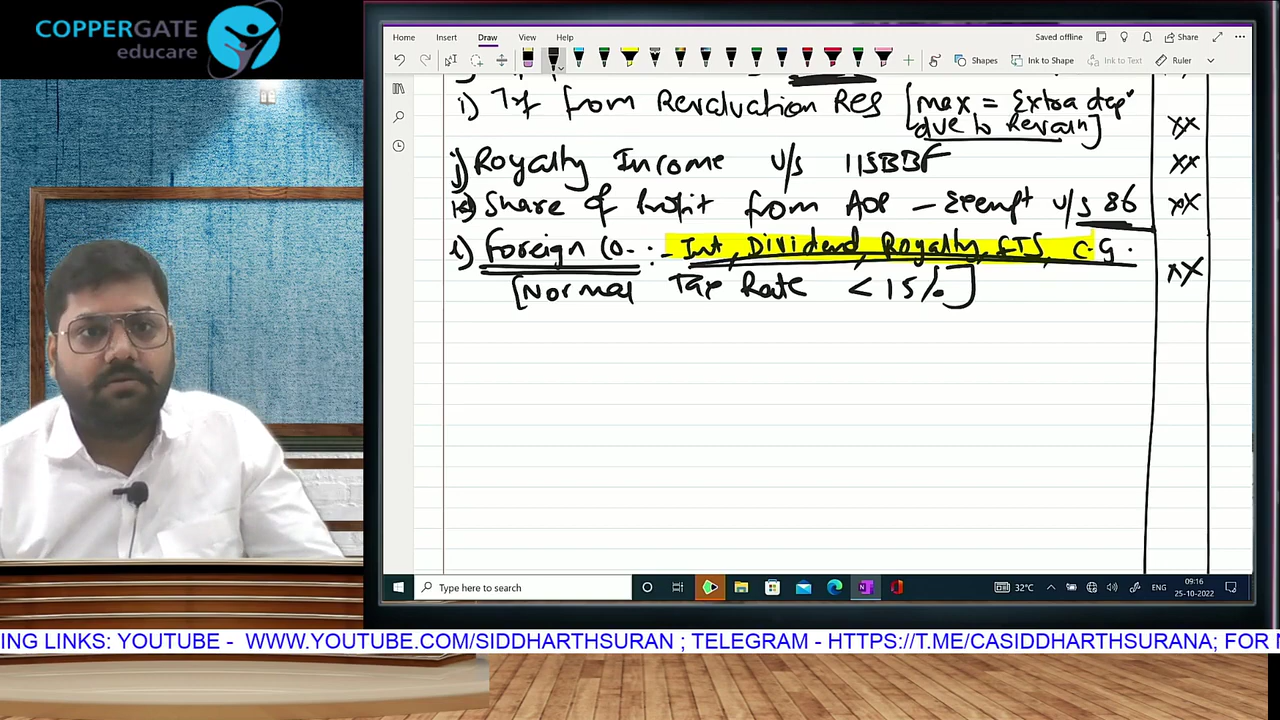 COPPERGATE
educare
Home Insert Draw View Help
Saved offline
Share
Shapes
Ink to Shape
Ink to Text
Ruler
i) Tf from Revaluation Res [max = Extra dep
due to Revaln] xx
j) Royalty Income u/s 115BBF xx
k) Share of Profit from AOP - Exempt u/s 86 xx
l) Foreign Co. :- Int, Dividend, Royalty, FTS, C.G. xx
[Normal Tax Rate < 15%]
Type here to search
32°C
ENG
09:16
25-10-2022
ING LINKS: YOUTUBE - WWW.YOUTUBE.COM/SIDDHARTHSURAN ; TELEGRAM - HTTPS://T.ME/CASIDDHARTHSURANA; FOR N